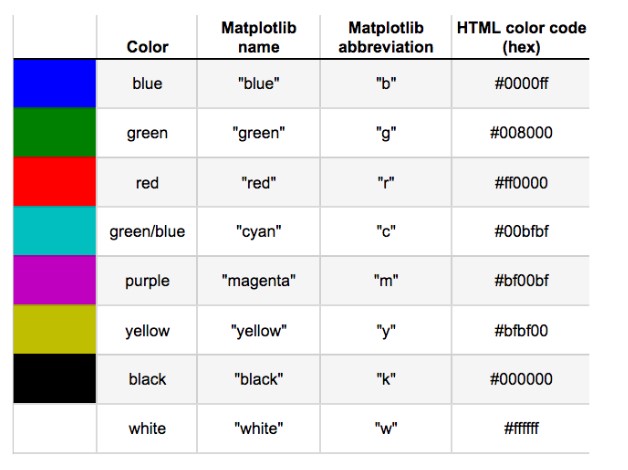 Color Matplotlib name Matplotlib abbreviation HTML color code (hex)
blue "blue" "b" #0000ff
green "green" "g" #008000
red "red" "r" #ff0000
green/blue "cyan" "c" #00bfbf
purple "magenta" "m" #bf00bf
yellow "yellow" "y" #bfbf00
black "black" "k" #000000
white "white" "w" #ffffff